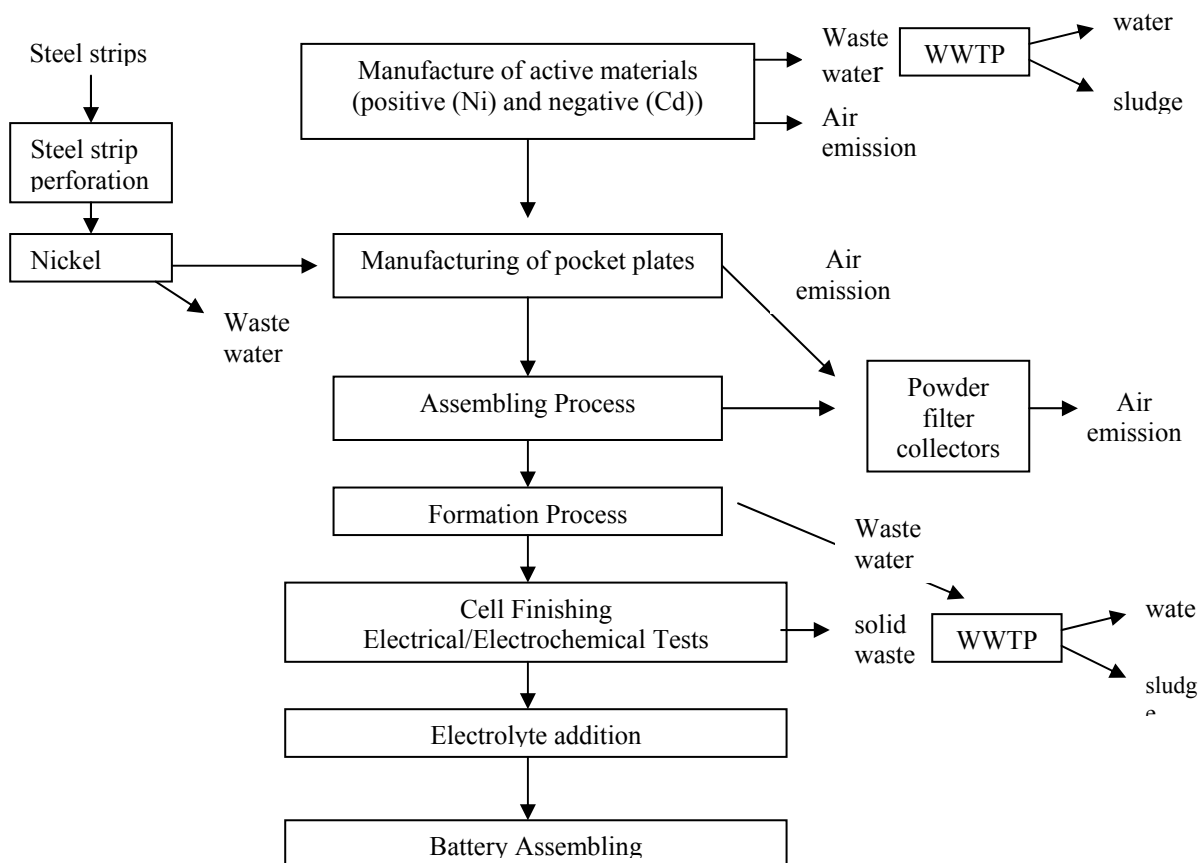 Steel strips
Steel strip
perforation
Nickel
Waste
water
Manufacture of active materials
(positive (Ni) and negative (Cd))
Waste
water
WWTP
water
sludge
Air
emission
Manufacturing of pocket plates
Air
emission
Assembling Process
Powder
filter
collectors
Air
emission
Formation Process
Waste
water
Cell Finishing
Electrical/Electrochemical Tests
solid
waste
WWTP
wate
sludg
e
Electrolyte addition
Battery Assembling